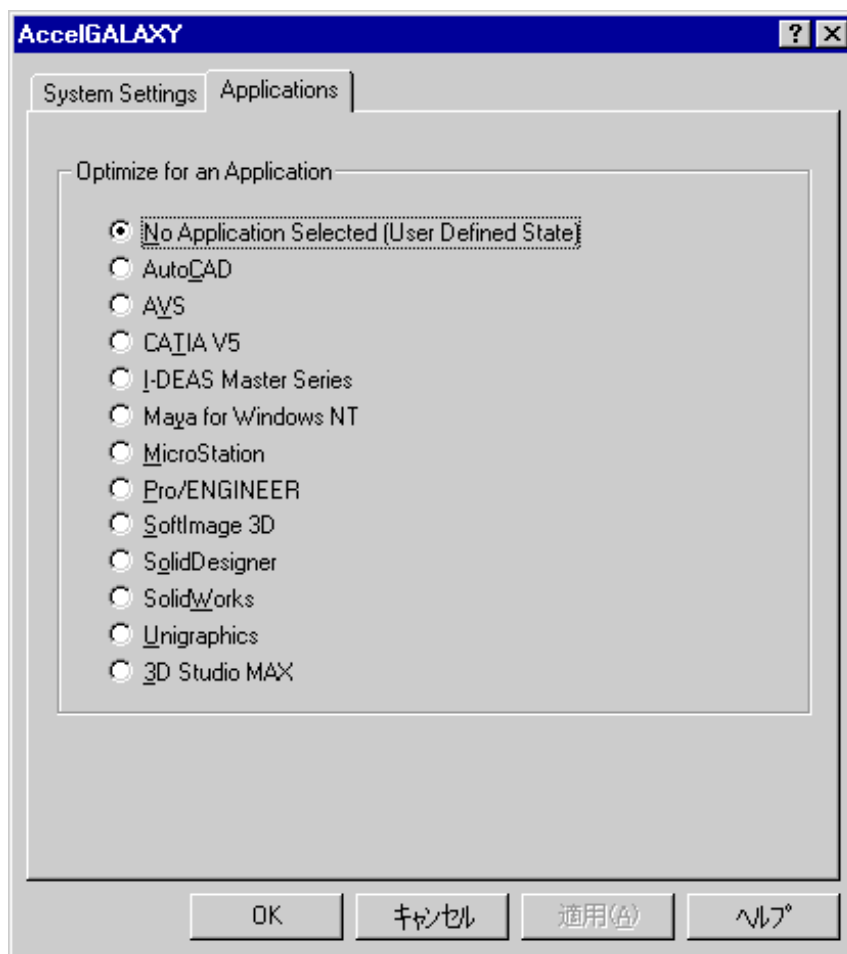 AccelGALAXY
System Settings
Applications
Optimize for an Application
No Application Selected (User Defined State)
AutoCAD
AVS
CATIA V5
I-DEAS Master Series
Maya for Windows NT
MicroStation
Pro/ENGINEER
SoftImage 3D
SolidDesigner
SolidWorks
Unigraphics
3D Studio MAX
OK
キャンセル
適用(A)
ヘルプ